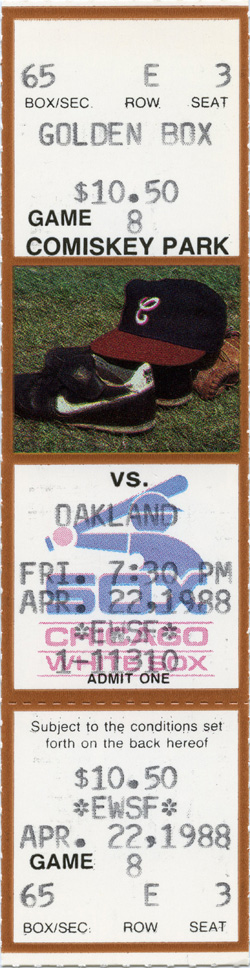 65 E 3
BOX/SEC. ROW SEAT
GOLDEN BOX
$10.50
GAME 8
COMISKEY PARK
C
VS.
OAKLAND
FRI. 7:30 PM
SOX
APR. 22,1988
*EWSF*
CHICAGO
1-11310
WHITE SOX
ADMIT ONE
Subject to the conditions set
forth on the back hereof
$10.50
*EWSF*
APR. 22,1988
GAME 8
65 E 3
BOX/SEC. ROW SEAT